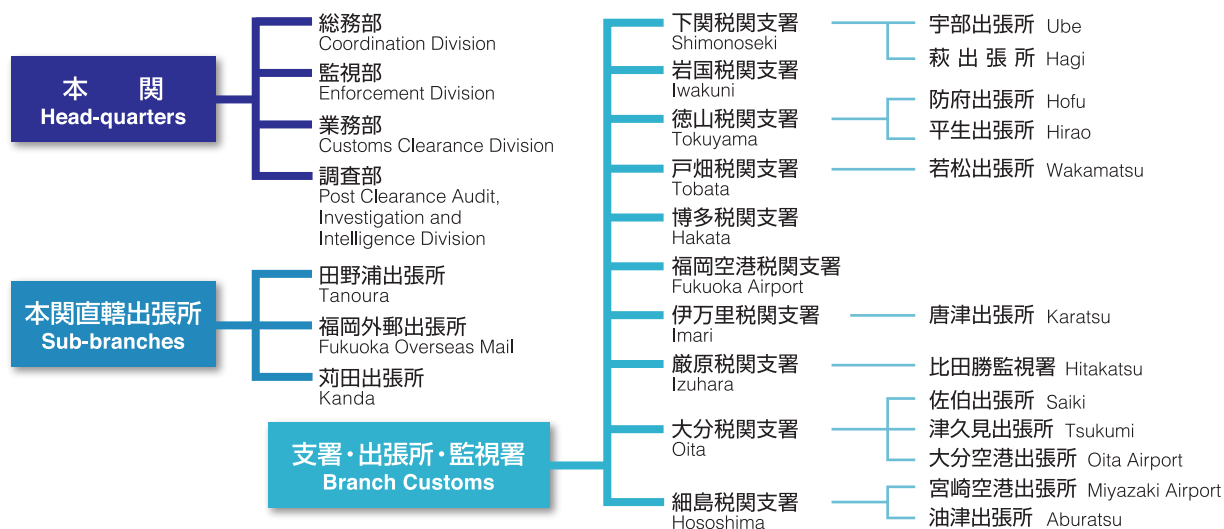 本　関
Head-quarters
総務部
Coordination Division
監視部
Enforcement Division
業務部
Customs Clearance Division
調査部
Post Clearance Audit,
Investigation and
Intelligence Division
本関直轄出張所
Sub-branches
田野浦出張所
Tanoura
福岡外郵出張所
Fukuoka Overseas Mail
苅田出張所
Kanda
支署・出張所・監視署
Branch Customs
下関税関支署
Shimonoseki
宇部出張所 Ube
萩出張所 Hagi
岩国税関支署
Iwakuni
徳山税関支署
Tokuyama
防府出張所 Hofu
平生出張所 Hirao
戸畑税関支署
Tobata
若松出張所 Wakamatsu
博多税関支署
Hakata
福岡空港税関支署
Fukuoka Airport
伊万里税関支署
Imari
唐津出張所 Karatsu
厳原税関支署
Izuhara
比田勝監視署 Hitakatsu
大分税関支署
Oita
佐伯出張所 Saiki
津久見出張所 Tsukumi
大分空港出張所 Oita Airport
細島税関支署
Hososhima
宮崎空港出張所 Miyazaki Airport
油津出張所 Aburatsu